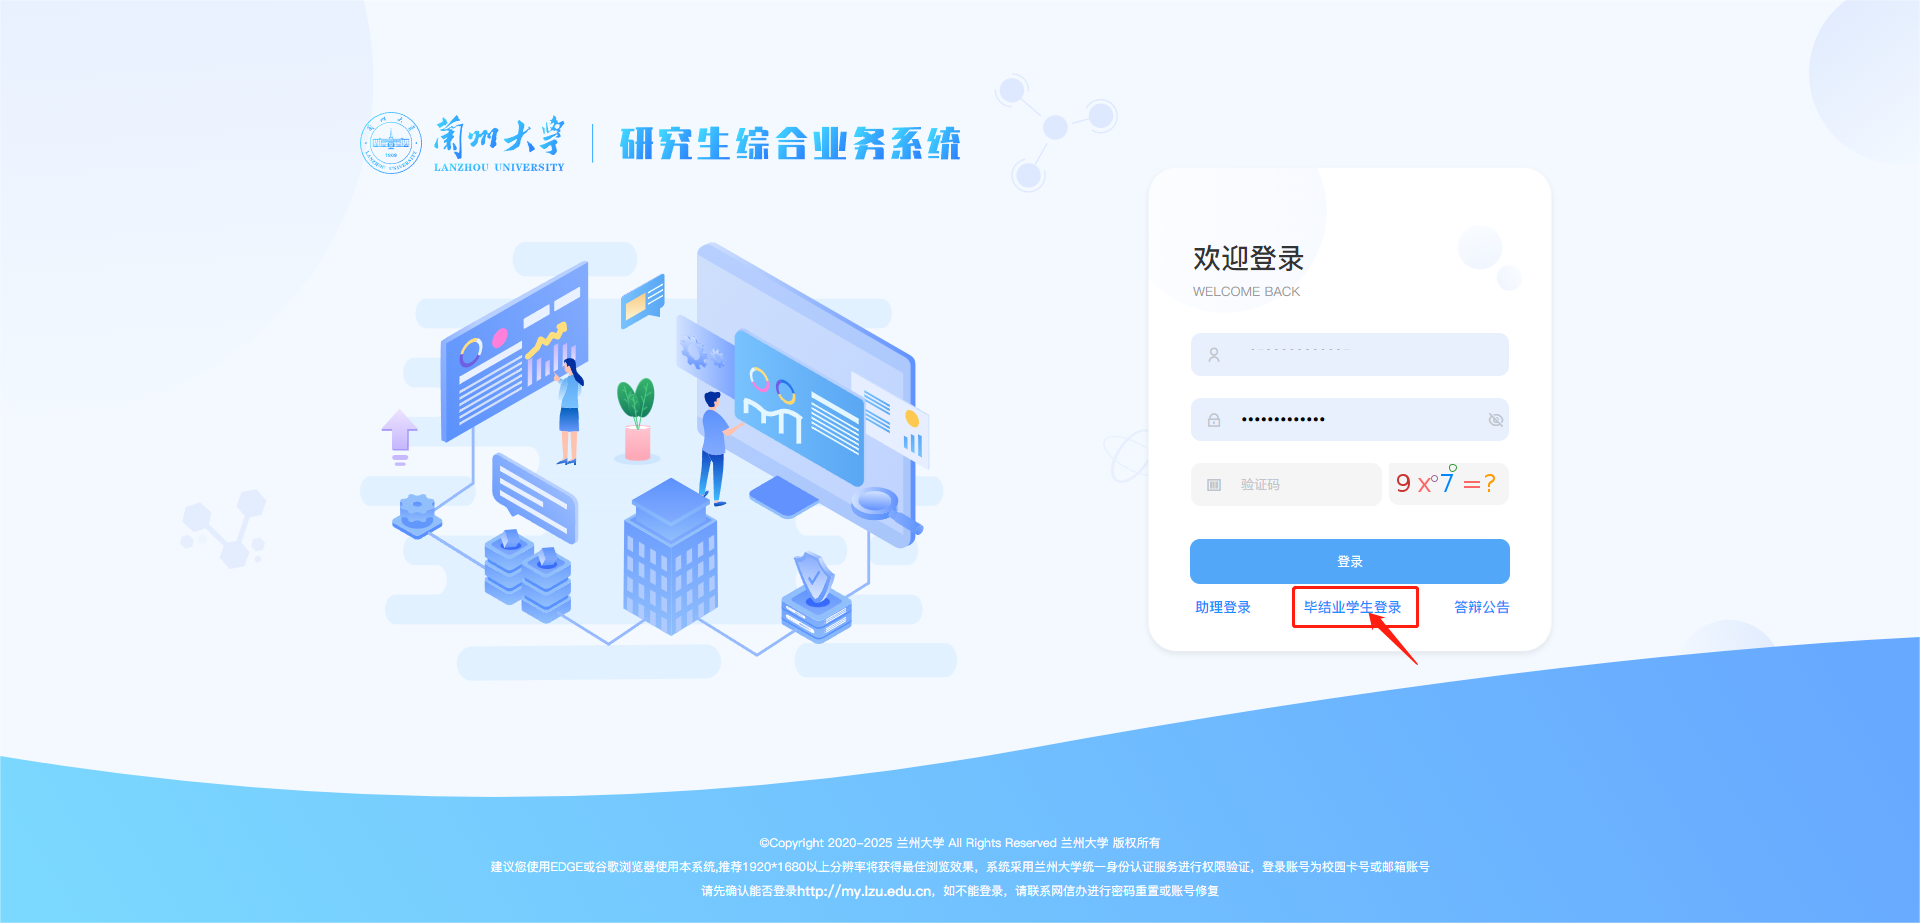 兰州大学
LANZHOU UNIVERSITY
研究生综合业务系统
欢迎登录
WELCOME BACK
•••••••••••••
验证码
9 x 7 = ?
登录
助理登录
毕结业学生登录
答辩公告
©Copyright 2020-2025 兰州大学 All Rights Reserved 兰州大学 版权所有
建议您使用EDGE或谷歌浏览器使用本系统,推荐1920*1680以上分辨率将获得最佳浏览效果，系统采用兰州大学统一身份认证服务进行权限验证，登录账号为校园卡号或邮箱账号
请先确认能否登录http://my.lzu.edu.cn，如不能登录，请联系网信办进行密码重置或账号修复